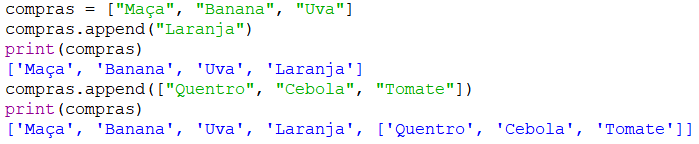 compras = ["Maça", "Banana", "Uva"]
compras.append("Laranja")
print(compras)
['Maça', 'Banana', 'Uva', 'Laranja']
compras.append(["Quentro", "Cebola", "Tomate"])
print(compras)
['Maça', 'Banana', 'Uva', 'Laranja', ['Quentro', 'Cebola', 'Tomate']]